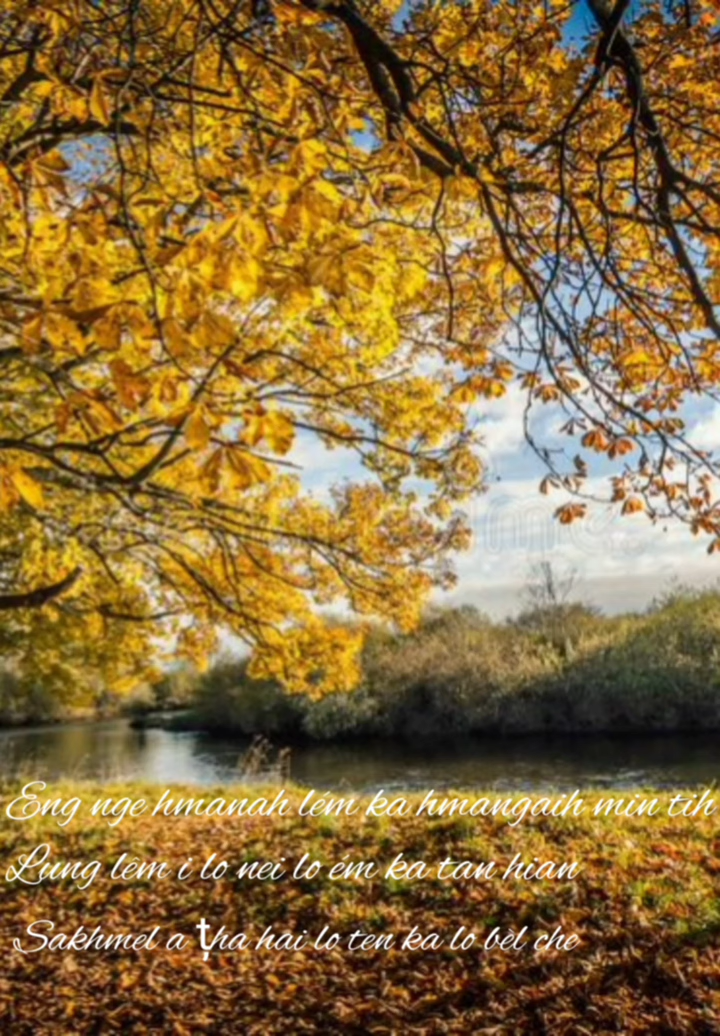 Eng nge hmanah lém ka hmangaih min tih
Lung lêm i lo nei lo ém ka tan hian
Sakhmel a ṭha hai lo ten ka lo bèl che